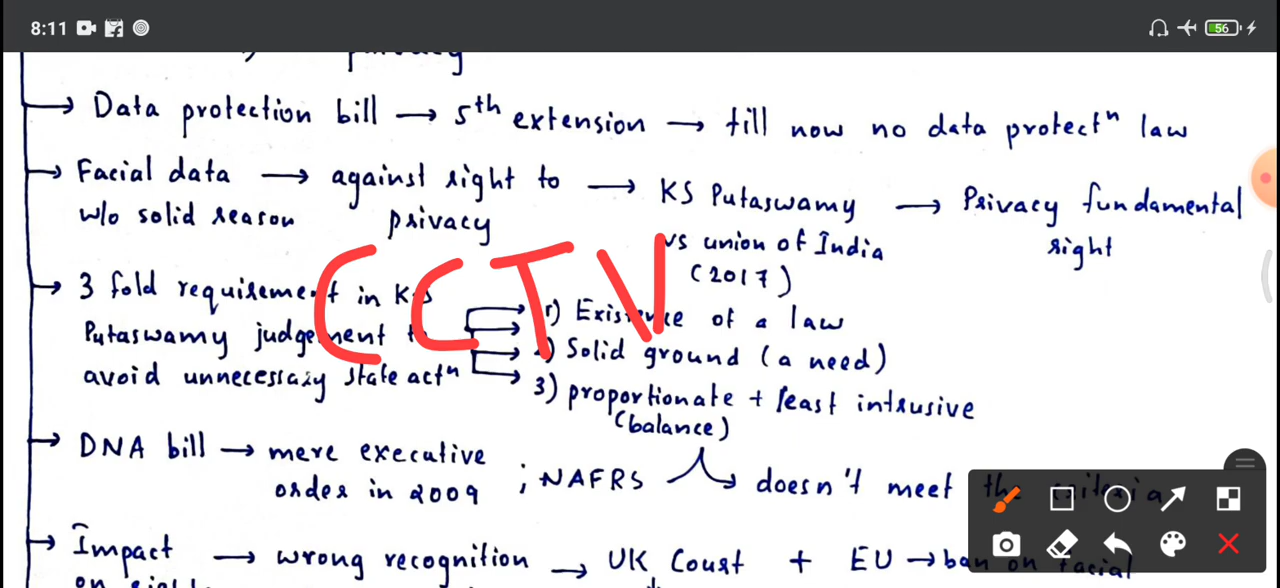 8:11
56
privacy
→ Data protection bill → 5th extension → till now no data protectⁿ law
→ Facial data → against right to → KS Putaswamy → Privacy fundamental
w/o solid reason privacy vs union of India right
(2017)
CCTV
→ 3 fold requirement in KS
Putaswamy judgement
avoid unnecessary state actⁿ
1) Existence of a law
Solid ground (a need)
3) proportionate + least intrusive
(balance)
→ DNA bill → mere executive ; NAFRS → doesn't meet the criteria
order in 2009
→ Impact → wrong recognition → UK Court + EU → ban on facial